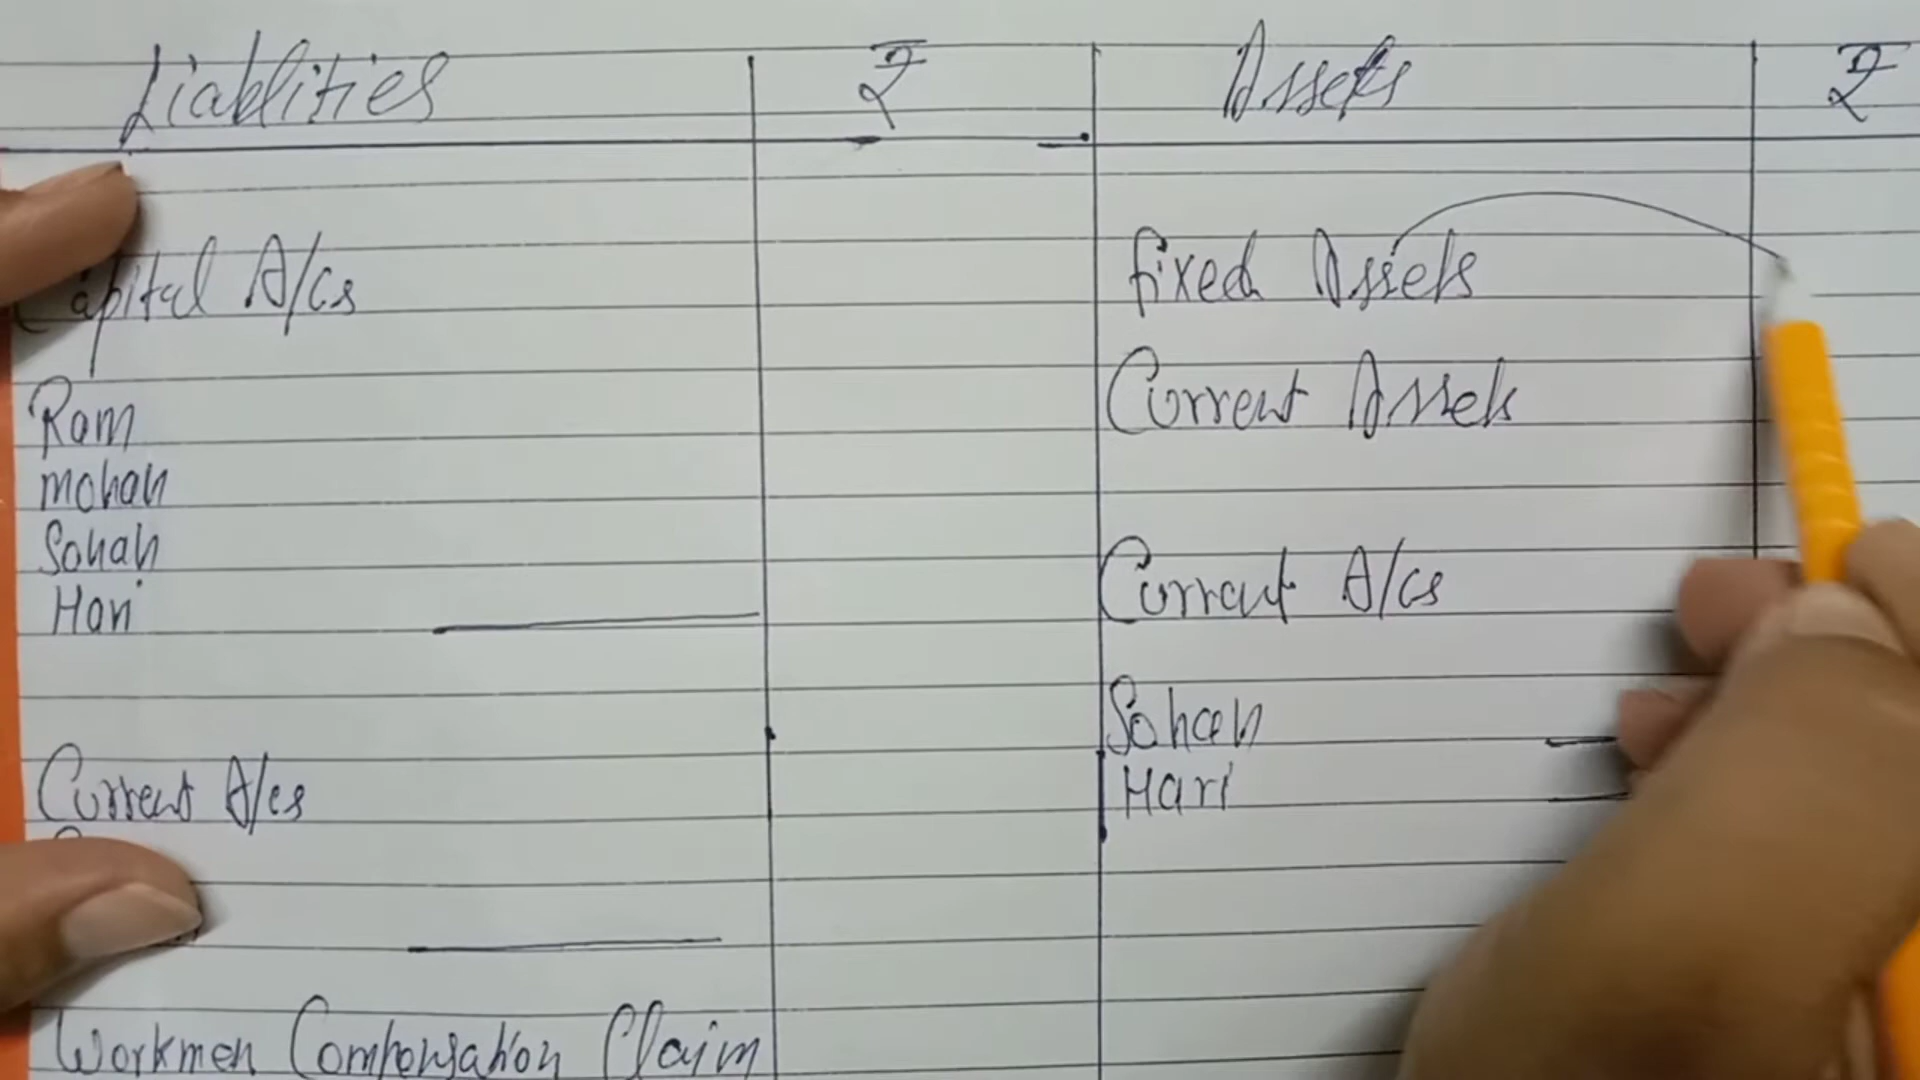 Liablities ₹ Assets ₹
Capital A/cs
Ram
Mohan
Sohan
Hari
Current A/cs
Workmen Compensation Claim
Fixed Assets
Current Assets
Current A/cs
Sohan
Hari